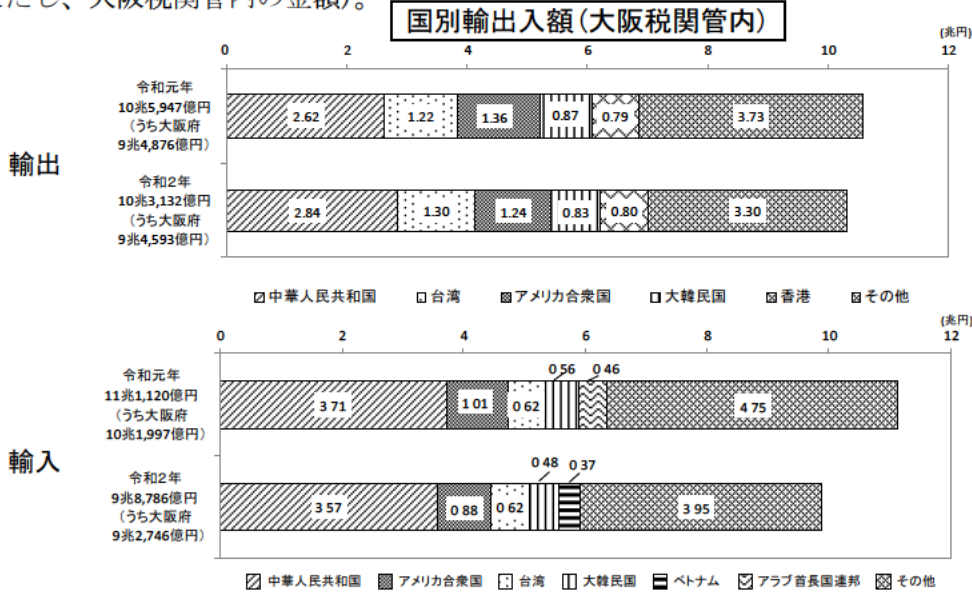 ただし、大阪税関管内の金額)。
国別輸出入額(大阪税関管内)
(兆円)
0 2 4 6 8 10 12
輸出
令和元年
10兆5,947億円
(うち大阪府
9兆4,876億円)
2.62 1.22 1.36 0.87 0.79 3.73
令和2年
10兆3,132億円
(うち大阪府
9兆4,593億円)
2.84 1.30 1.24 0.83 0.80 3.30
中華人民共和国 台湾 アメリカ合衆国 大韓民国 香港 その他
(兆円)
0 2 4 6 8 10 12
輸入
令和元年
11兆1,120億円
(うち大阪府
10兆1,997億円)
3 71 1 01 0 62 0 56 0 46 4 75
令和2年
9兆8,786億円
(うち大阪府
9兆2,746億円)
3 57 0 88 0 62 0 48 0 37 3 95
中華人民共和国 アメリカ合衆国 台湾 大韓民国 ベトナム アラブ首長国連邦 その他